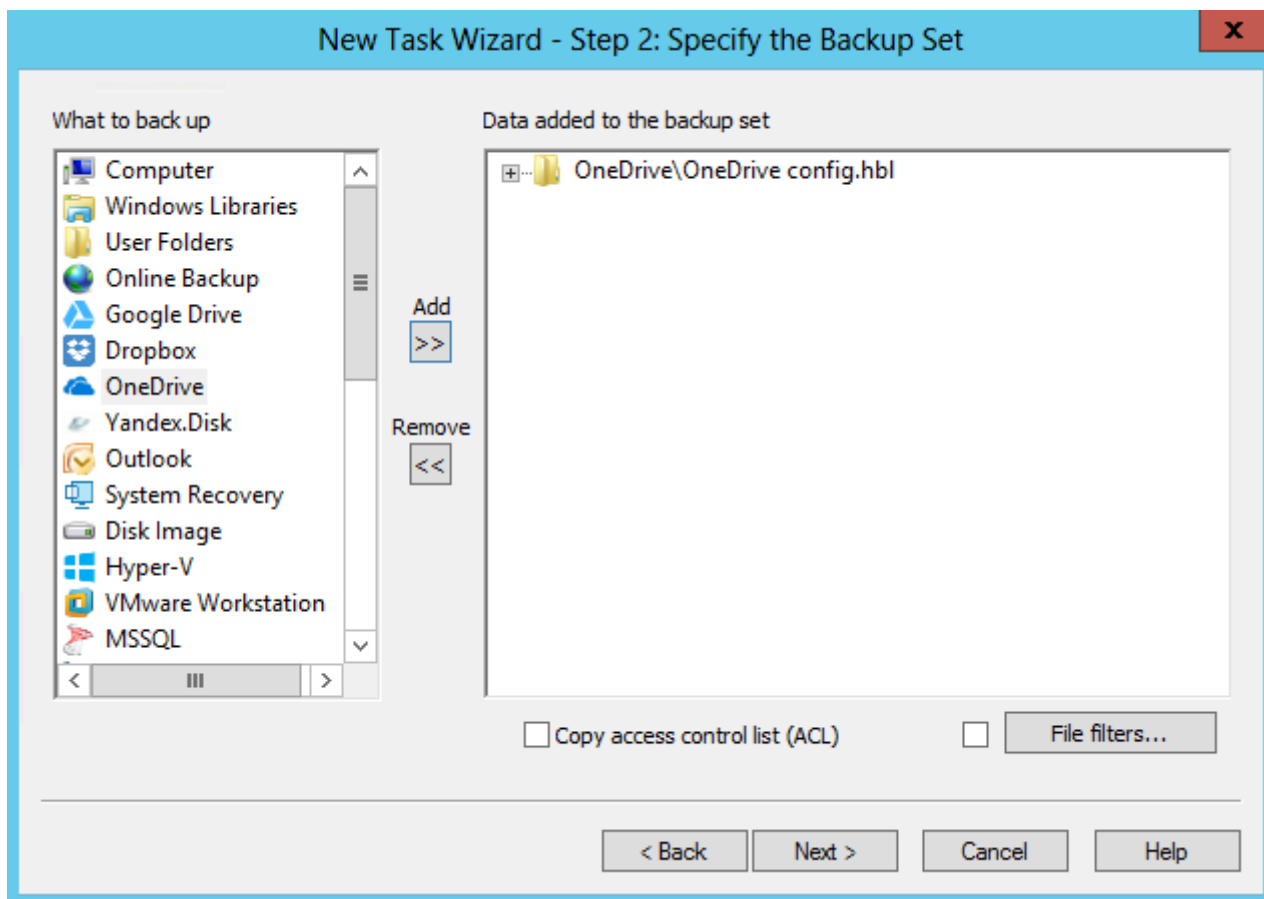 New Task Wizard - Step 2: Specify the Backup Set
x
What to back up
Data added to the backup set
Computer
Windows Libraries
User Folders
Online Backup
Google Drive
Dropbox
OneDrive
Yandex.Disk
Outlook
System Recovery
Disk Image
Hyper-V
VMware Workstation
MSSQL
Add
>>
Remove
<<
OneDrive\OneDrive config.hbl
Copy access control list (ACL)
File filters...
< Back
Next >
Cancel
Help